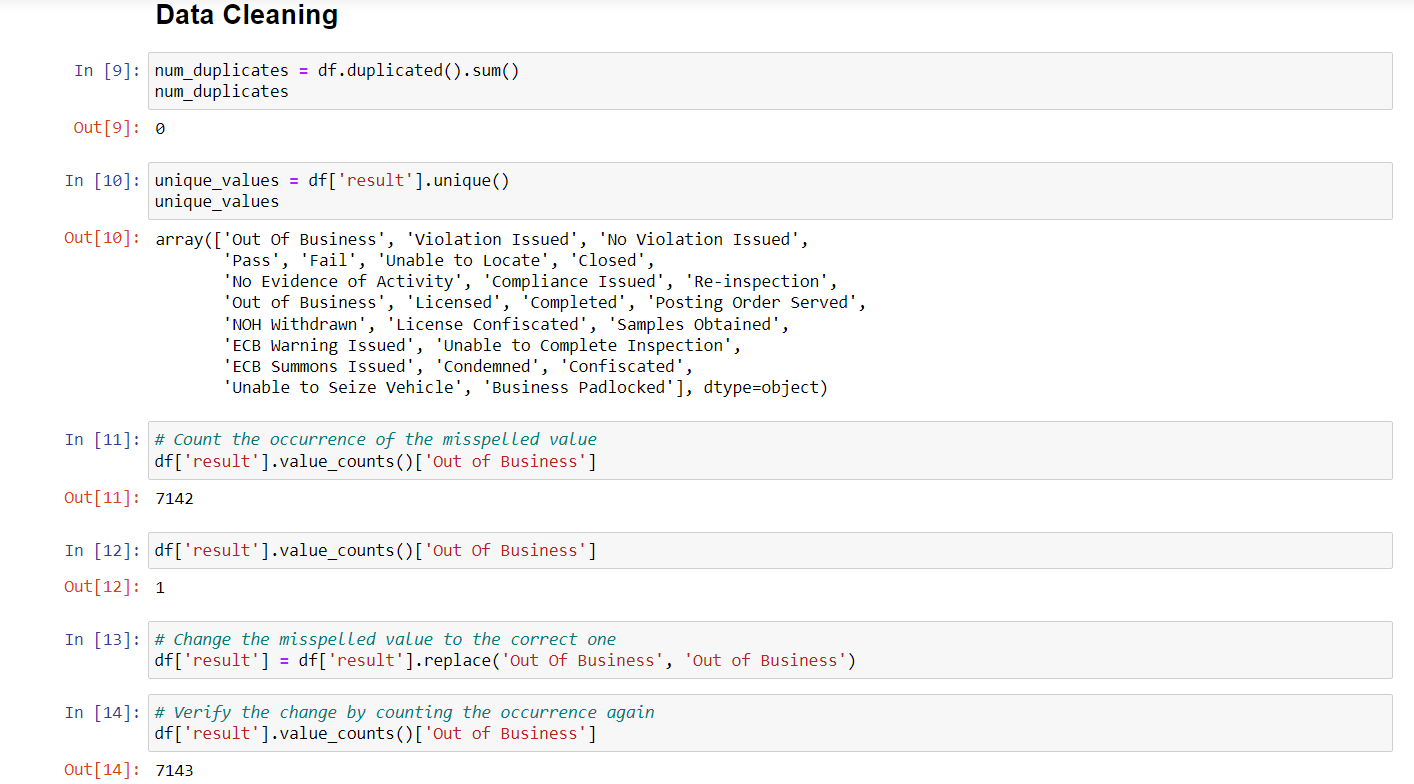 Data Cleaning
In [9]: num_duplicates = df.duplicated().sum()
num_duplicates
Out[9]: 0
In [10]: unique_values = df['result'].unique()
unique_values
Out[10]: array(['Out Of Business', 'Violation Issued', 'No Violation Issued',
'Pass', 'Fail', 'Unable to Locate', 'Closed',
'No Evidence of Activity', 'Compliance Issued', 'Re-inspection',
'Out of Business', 'Licensed', 'Completed', 'Posting Order Served',
'NOH Withdrawn', 'License Confiscated', 'Samples Obtained',
'ECB Warning Issued', 'Unable to Complete Inspection',
'ECB Summons Issued', 'Condemned', 'Confiscated',
'Unable to Seize Vehicle', 'Business Padlocked'], dtype=object)
In [11]: # Count the occurrence of the misspelled value
df['result'].value_counts()['Out of Business']
Out[11]: 7142
In [12]: df['result'].value_counts()['Out Of Business']
Out[12]: 1
In [13]: # Change the misspelled value to the correct one
df['result'] = df['result'].replace('Out Of Business', 'Out of Business')
In [14]: # Verify the change by counting the occurrence again
df['result'].value_counts()['Out of Business']
Out[14]: 7143